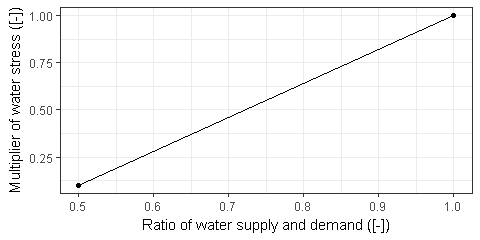 Multiplier of water stress ([-])
1.00
0.75
0.50
0.25
0.5 0.6 0.7 0.8 0.9 1.0
Ratio of water supply and demand ([-])